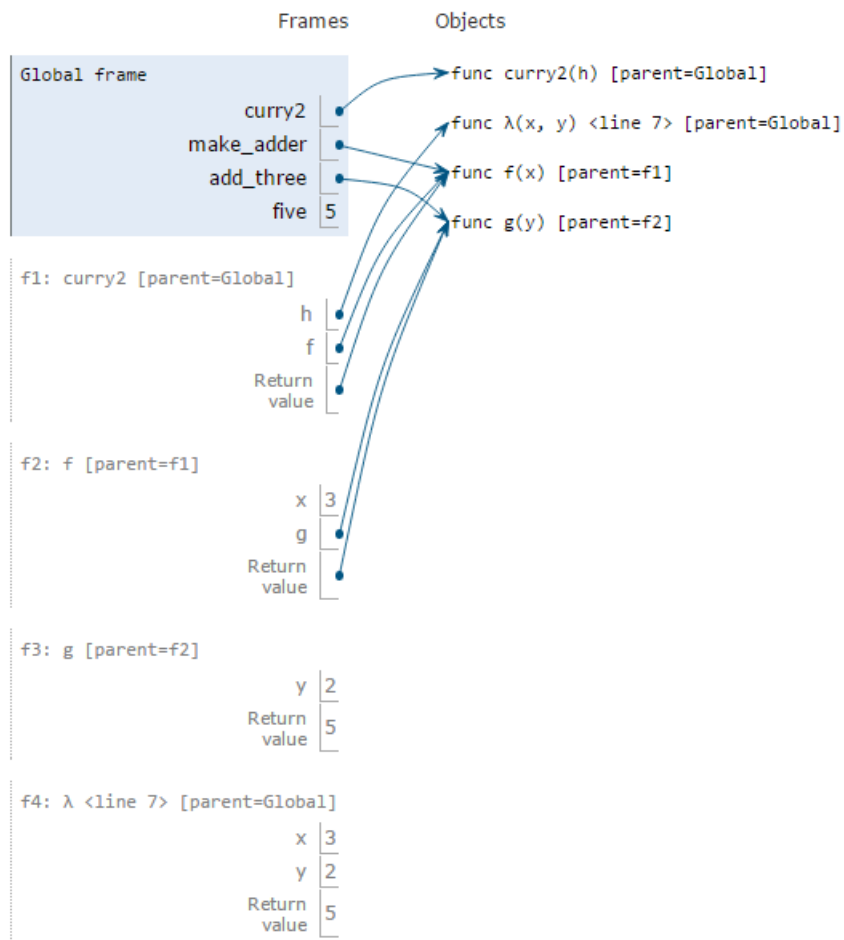 Frames Objects
Global frame
func curry2(h) [parent=Global]
curry2
func λ(x, y) <line 7> [parent=Global]
make_adder
func f(x) [parent=f1]
add_three
five 5
func g(y) [parent=f2]
f1: curry2 [parent=Global]
h
f
Return
value
f2: f [parent=f1]
x 3
g
Return
value
f3: g [parent=f2]
y 2
Return
value 5
f4: λ <line 7> [parent=Global]
x 3
y 2
Return
value 5